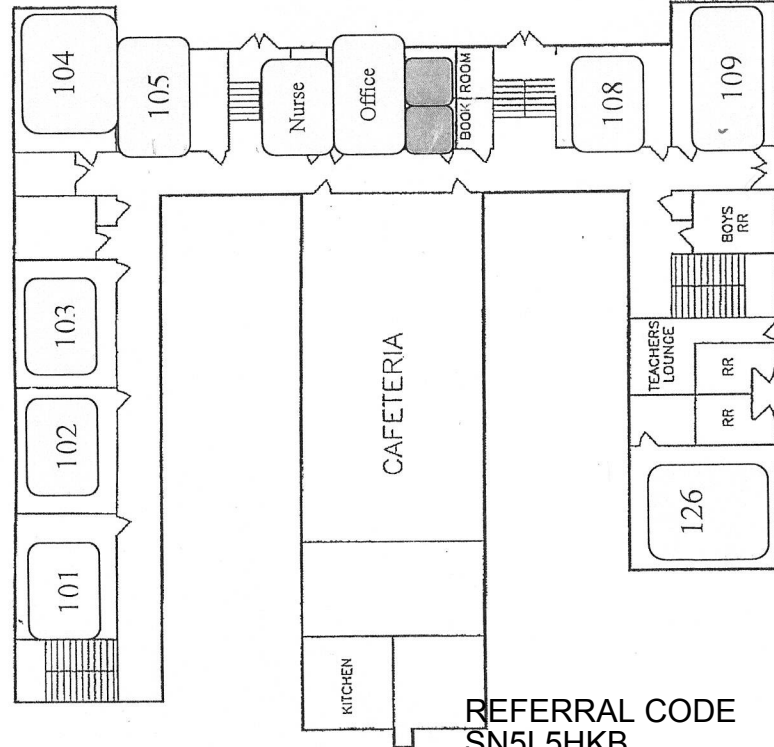 104
105
Nurse
Office
BOOK ROOM
108
109
BOYS
RR
103
102
101
CAFETERIA
KITCHEN
TEACHERS
LOUNGE
RR
RR
126
REFERRAL CODE
SN5L5HKB